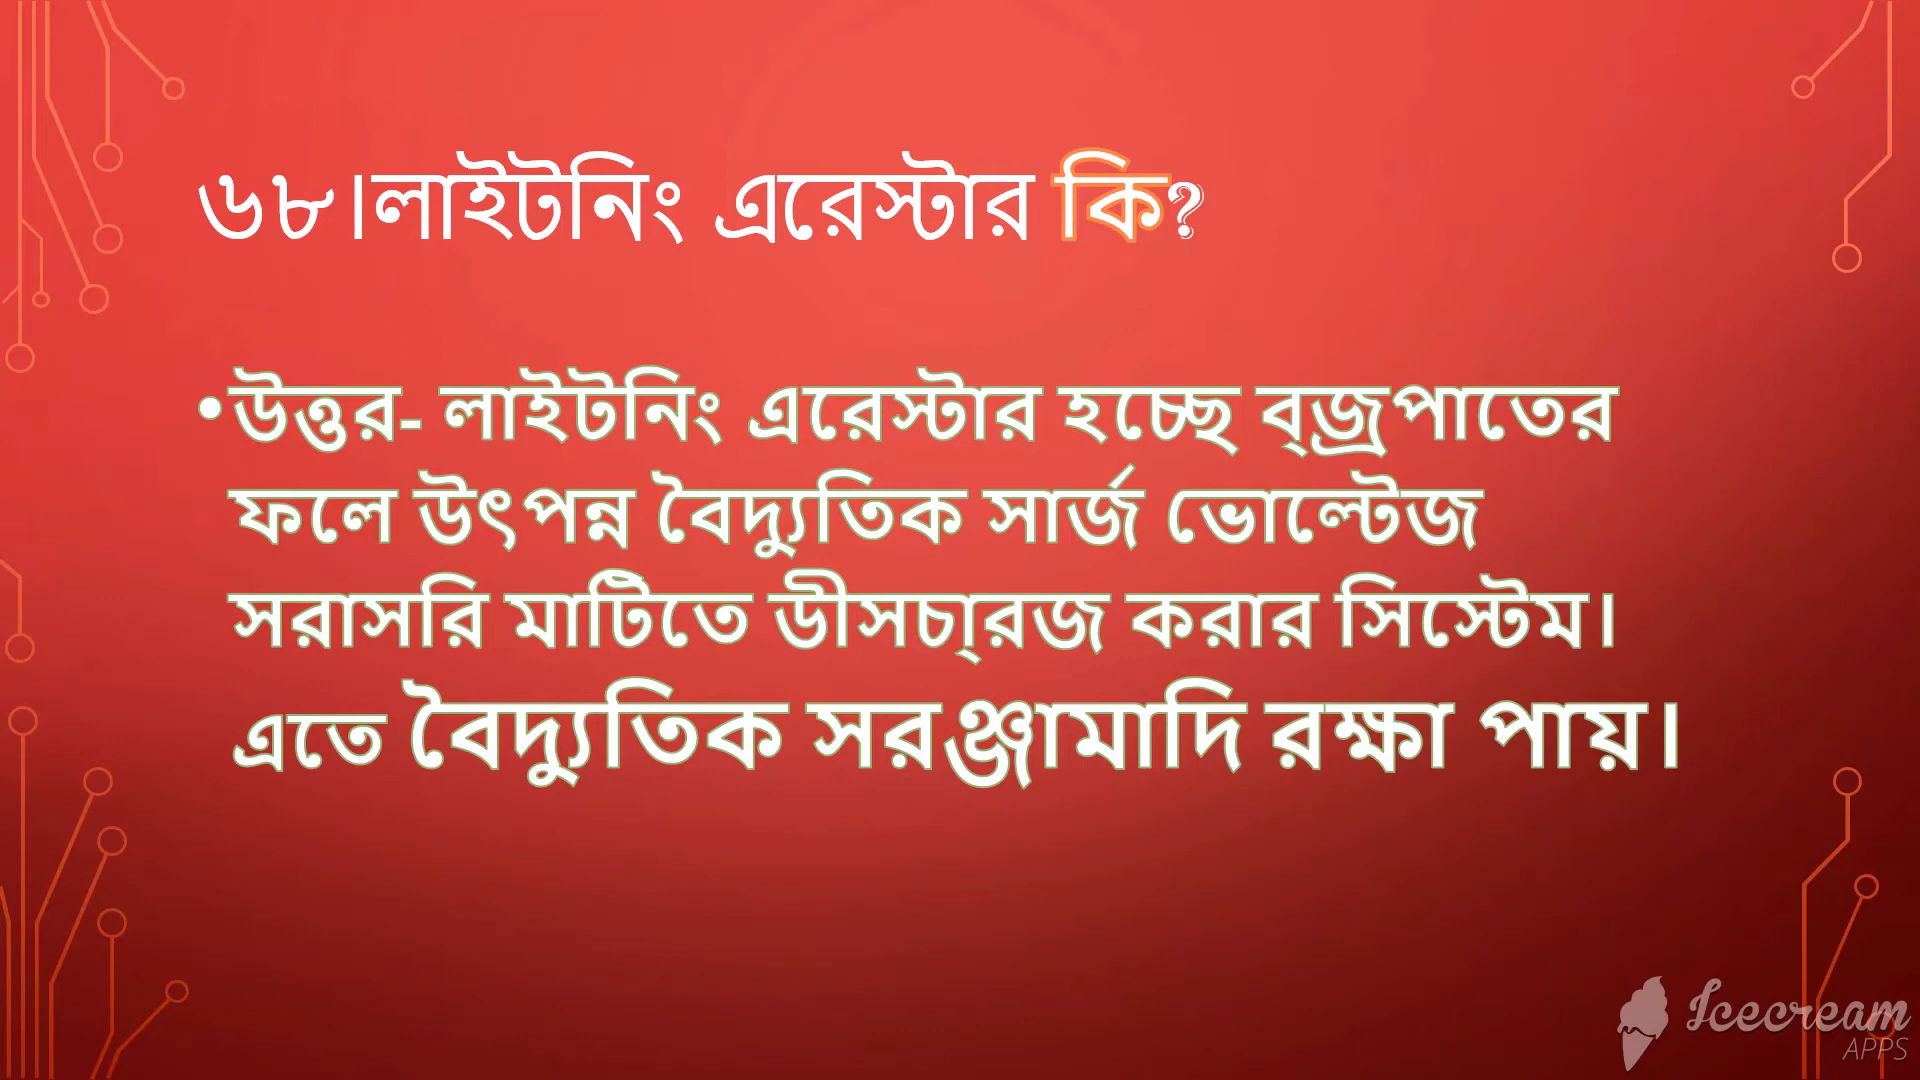 ৬৮।লাইটনিং এরেস্টার কি?
•উত্তর- লাইটনিং এরেস্টার হচ্ছে ব্জ্রপাতের
ফলে উৎপন্ন বৈদ্যুতিক সার্জ ভোল্টেজ
সরাসরি মাটিতে ডীসচা্রজ করার সিস্টেম।
এতে বৈদ্যুতিক সরঞ্জামাদি রক্ষা পায়।
Icecream
APPS